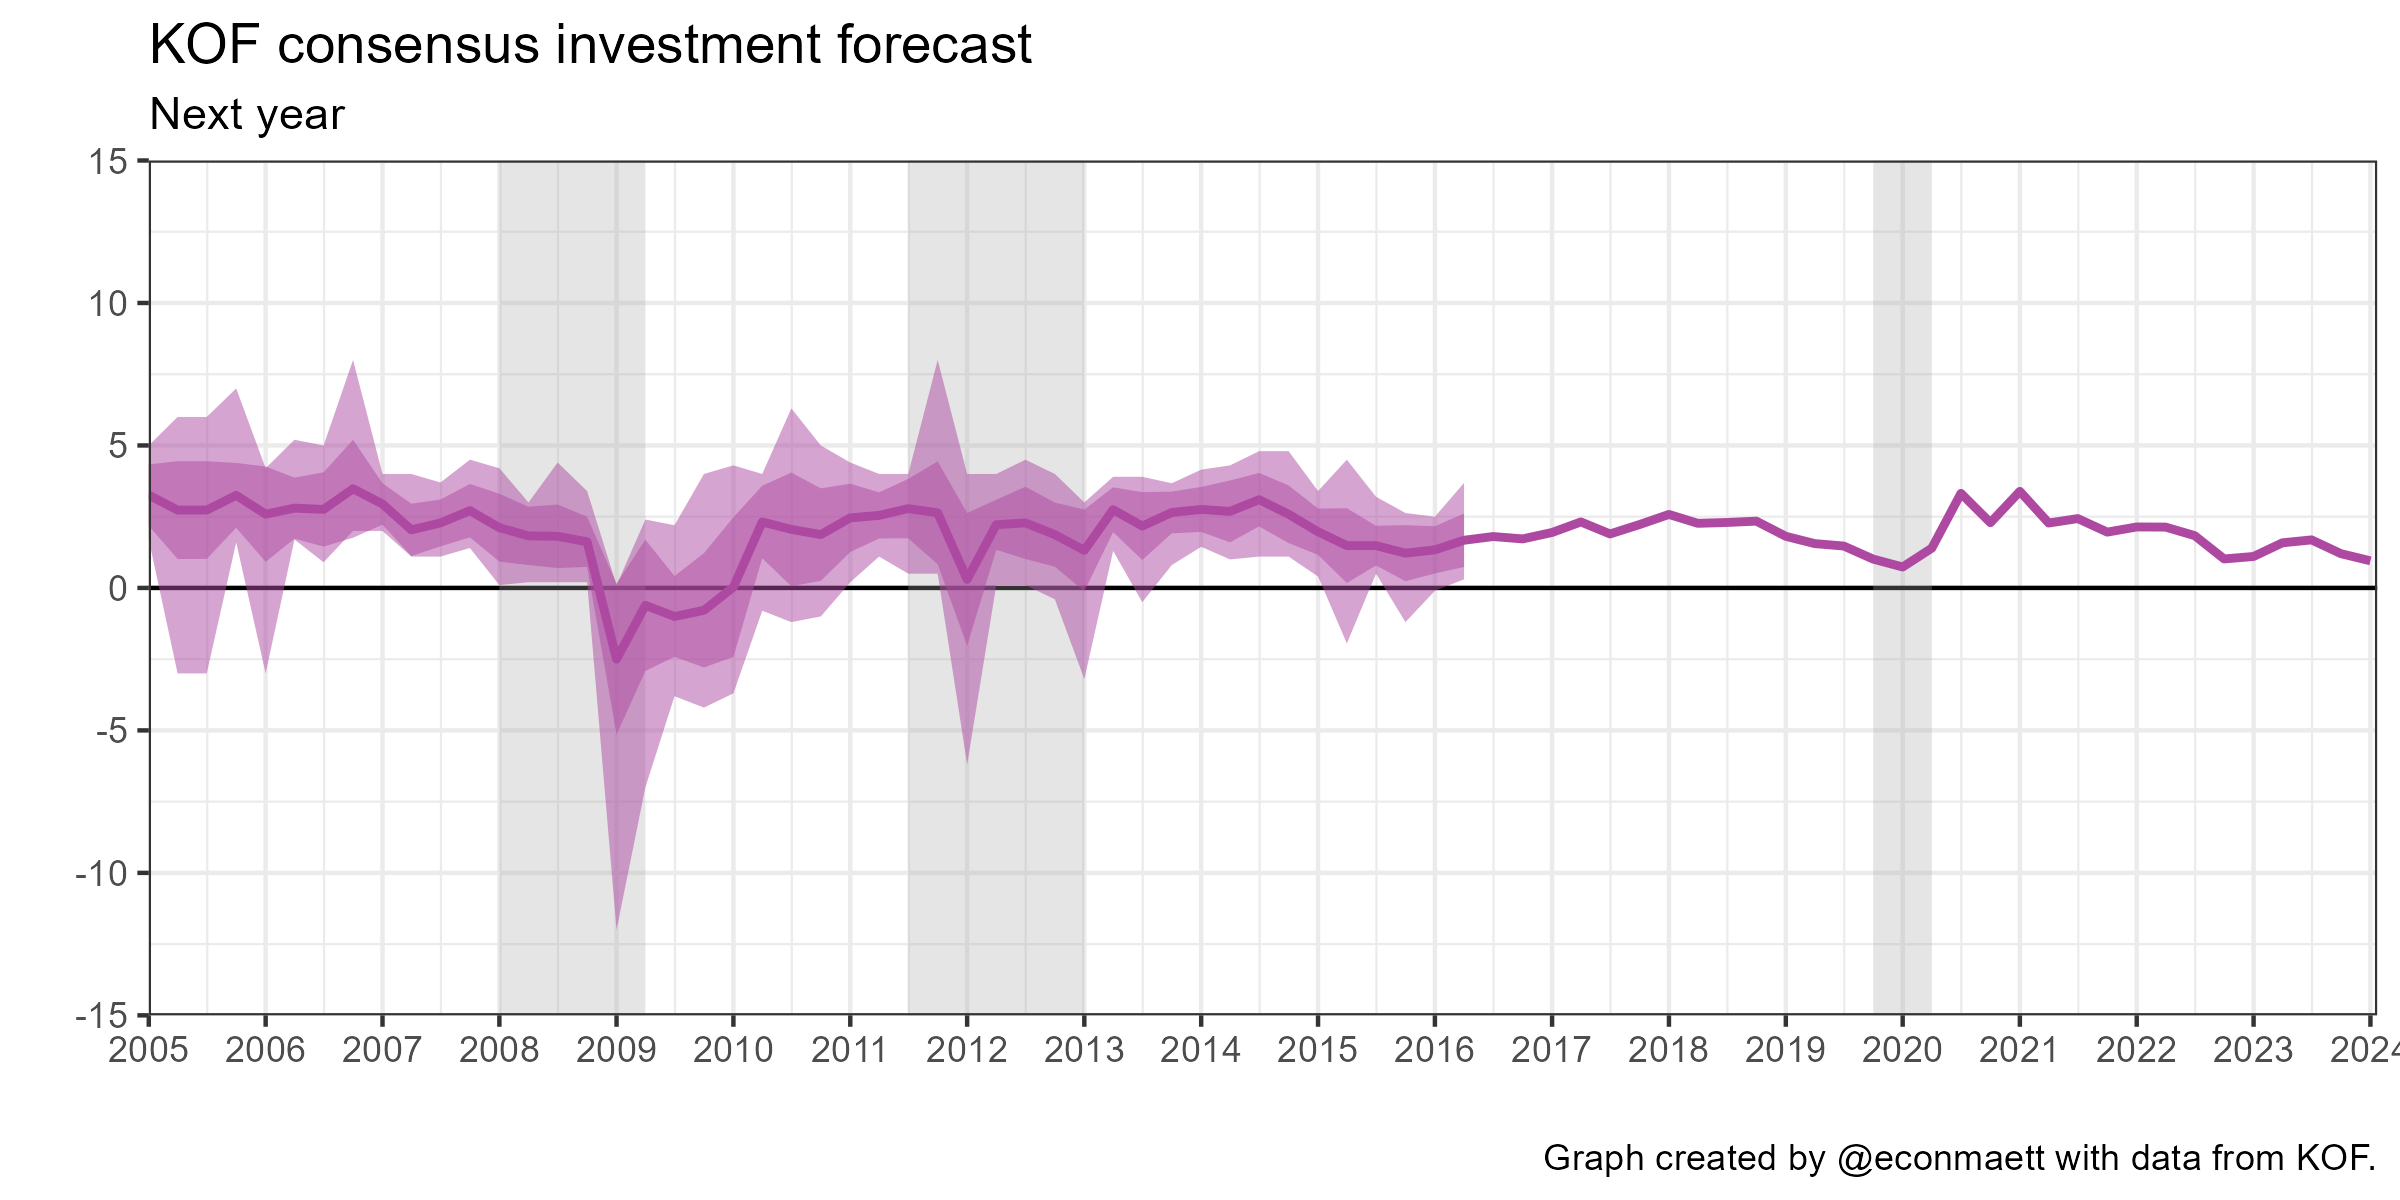 KOF consensus investment forecast
Next year
15
10
5
0
-5
-10
-15
2005 2006 2007 2008 2009 2010 2011 2012 2013 2014 2015 2016 2017 2018 2019 2020 2021 2022 2023 2024
Graph created by @econmaett with data from KOF.